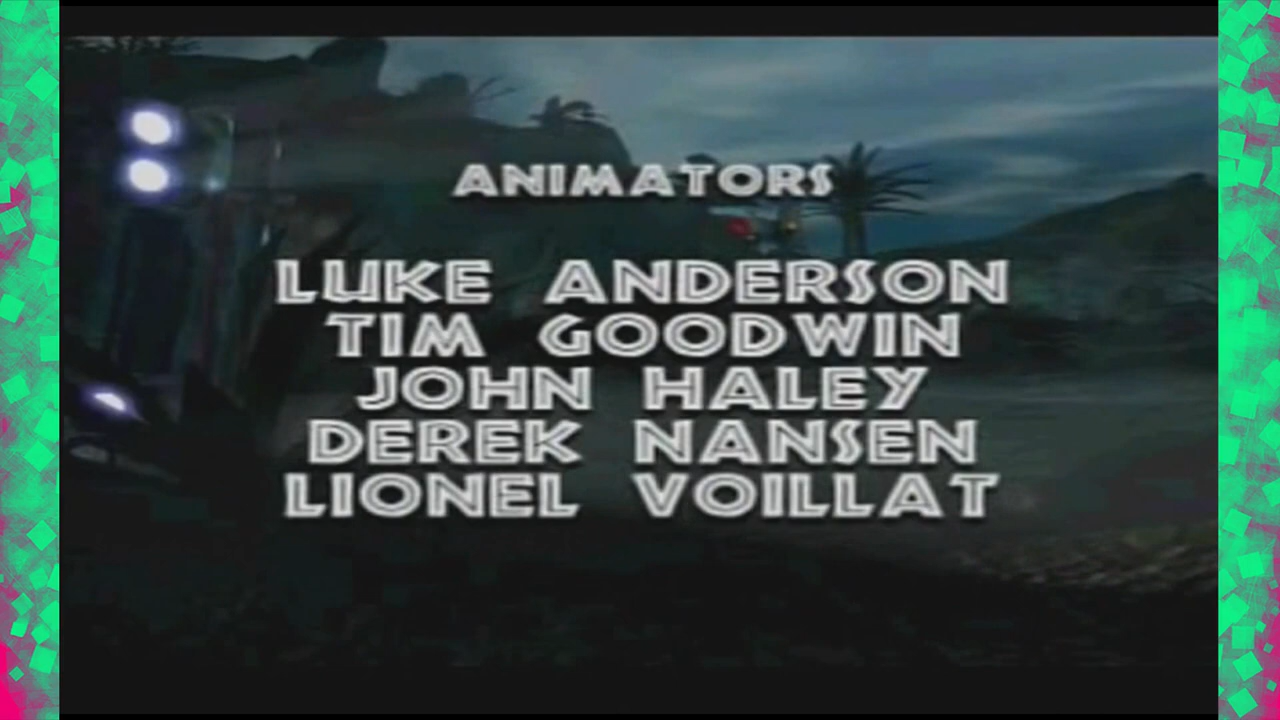 ANIMATORS
LUKE ANDERSON
TIM GOODWIN
JOHN HALEY
DEREK NANSEN
LIONEL VOILLAT